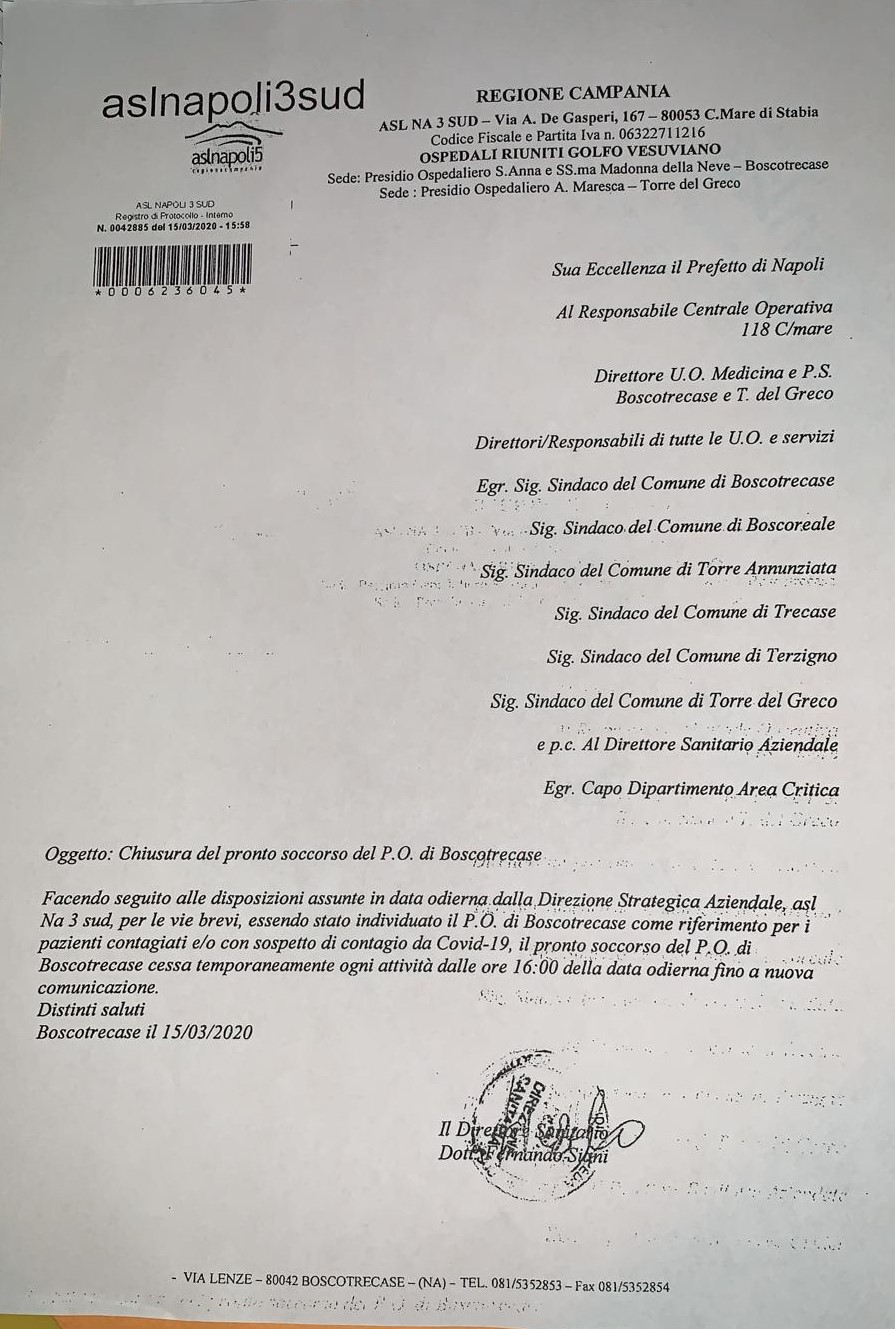 aslnapoli3sud
aslnapoli5
regionecampania
REGIONE CAMPANIA
ASL NA 3 SUD – Via A. De Gasperi, 167 – 80053 C.Mare di Stabia
Codice Fiscale e Partita Iva n. 06322711216
OSPEDALI RIUNITI GOLFO VESUVIANO
Sede: Presidio Ospedaliero S.Anna e SS.ma Madonna della Neve – Boscotrecase
Sede : Presidio Ospedaliero A. Maresca – Torre del Greco
ASL NAPOLI 3 SUD
Registro di Protocollo - Interno
N. 0042885 del 15/03/2020 - 15:58
*0006236045*
Sua Eccellenza il Prefetto di Napoli
Al Responsabile Centrale Operativa
118 C/mare
Direttore U.O. Medicina e P.S.
Boscotrecase e T. del Greco
Direttori/Responsabili di tutte le U.O. e servizi
Egr. Sig. Sindaco del Comune di Boscotrecase
Sig. Sindaco del Comune di Boscoreale
Sig. Sindaco del Comune di Torre Annunziata
Sig. Sindaco del Comune di Trecase
Sig. Sindaco del Comune di Terzigno
Sig. Sindaco del Comune di Torre del Greco
e p.c. Al Direttore Sanitario Aziendale
Egr. Capo Dipartimento Area Critica
Oggetto: Chiusura del pronto soccorso del P.O. di Boscotrecase
Facendo seguito alle disposizioni assunte in data odierna dalla Direzione Strategica Aziendale, asl
Na 3 sud, per le vie brevi, essendo stato individuato il P.O. di Boscotrecase come riferimento per i
pazienti contagiati e/o con sospetto di contagio da Covid-19, il pronto soccorso del P.O. di
Boscotrecase cessa temporaneamente ogni attività dalle ore 16:00 della data odierna fino a nuova
comunicazione.
Distinti saluti
Boscotrecase il 15/03/2020
Il Direttore Sanitario
Dott. Fernando Siani
- VIA LENZE – 80042 BOSCOTRECASE – (NA) – TEL. 081/5352853 – Fax 081/5352854